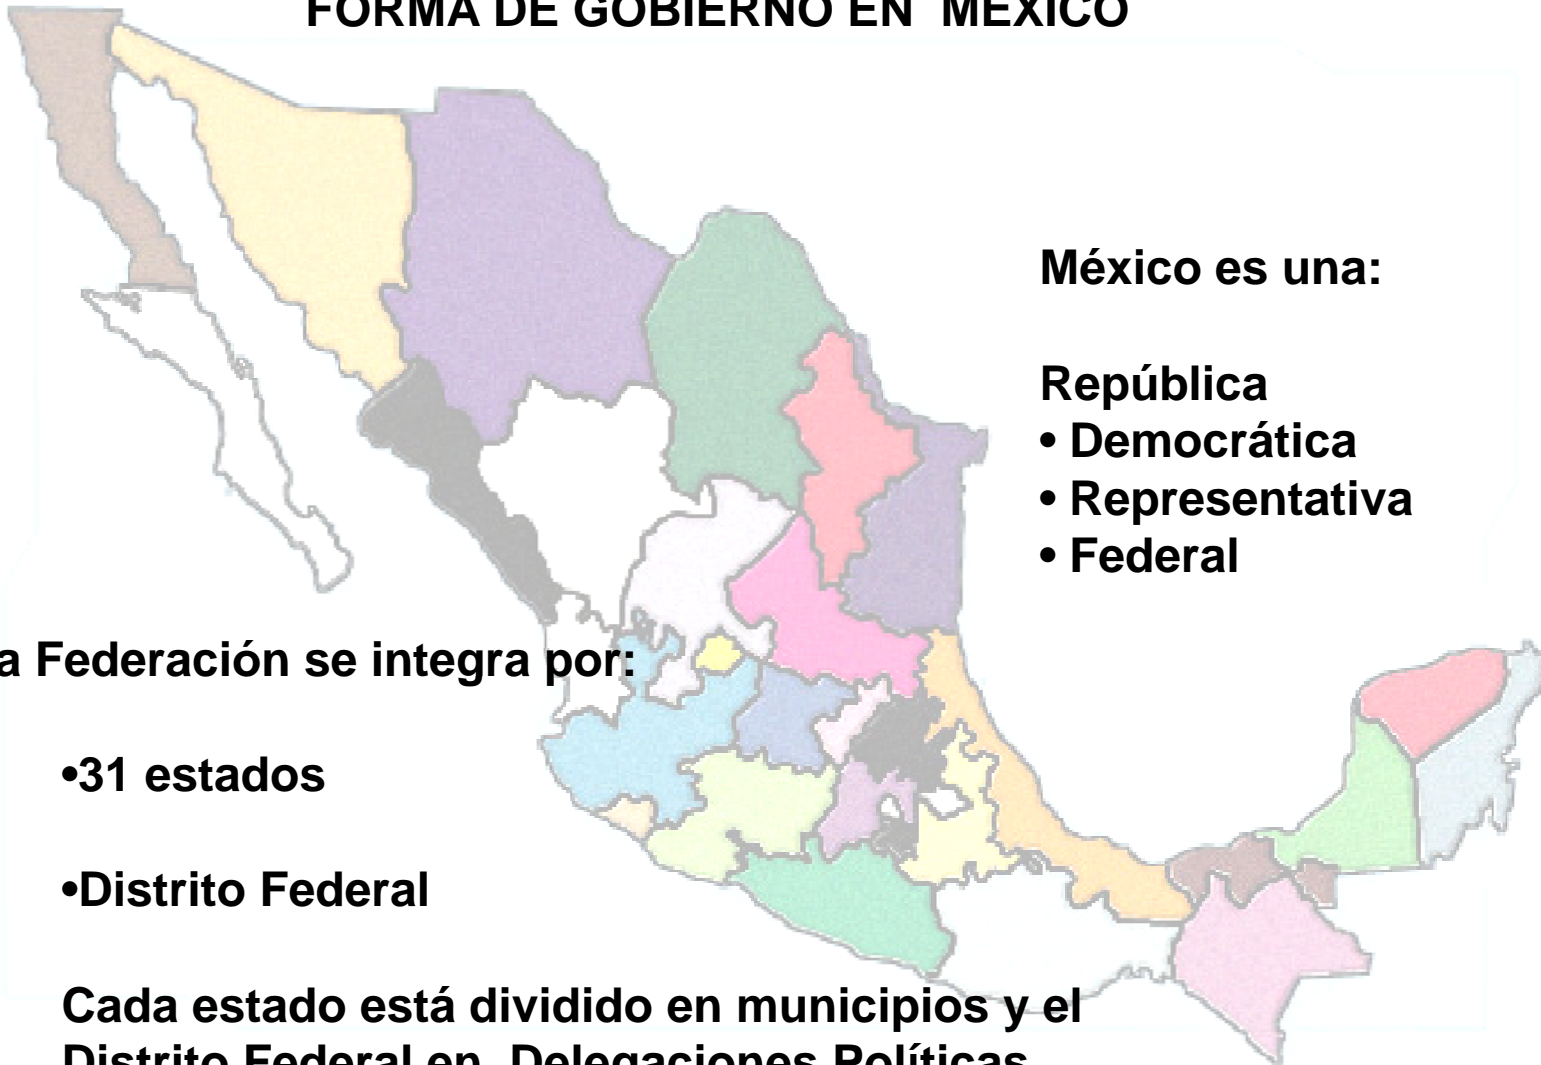 FORMA DE GOBIERNO EN MÉXICO
México es una:
República
• Democrática
• Representativa
• Federal
a Federación se integra por:
•31 estados
•Distrito Federal
Cada estado está dividido en municipios y el
Distrito Federal en Delegaciones Políticas